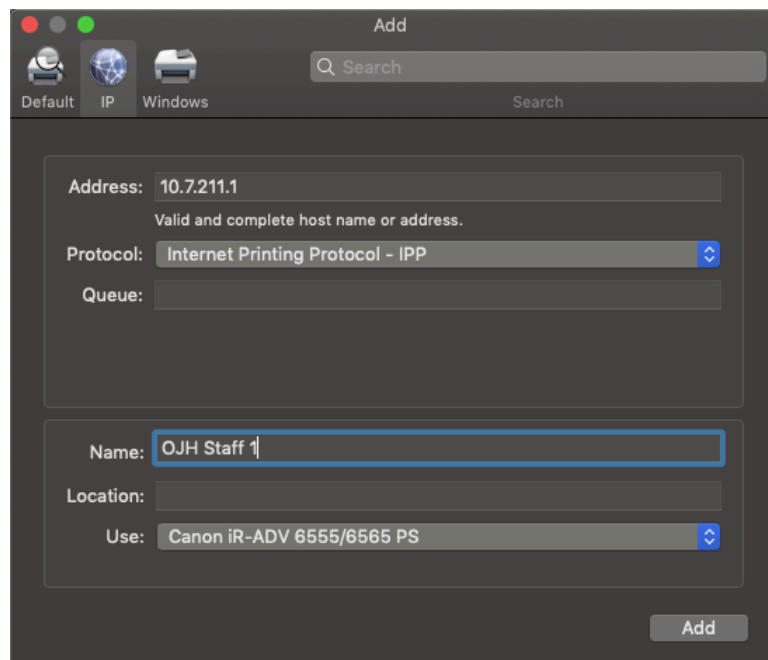 Add
Search
Default IP Windows Search
Address: 10.7.211.1
Valid and complete host name or address.
Protocol: Internet Printing Protocol - IPP
Queue:
Name: OJH Staff 1
Location:
Use: Canon iR-ADV 6555/6565 PS
Add